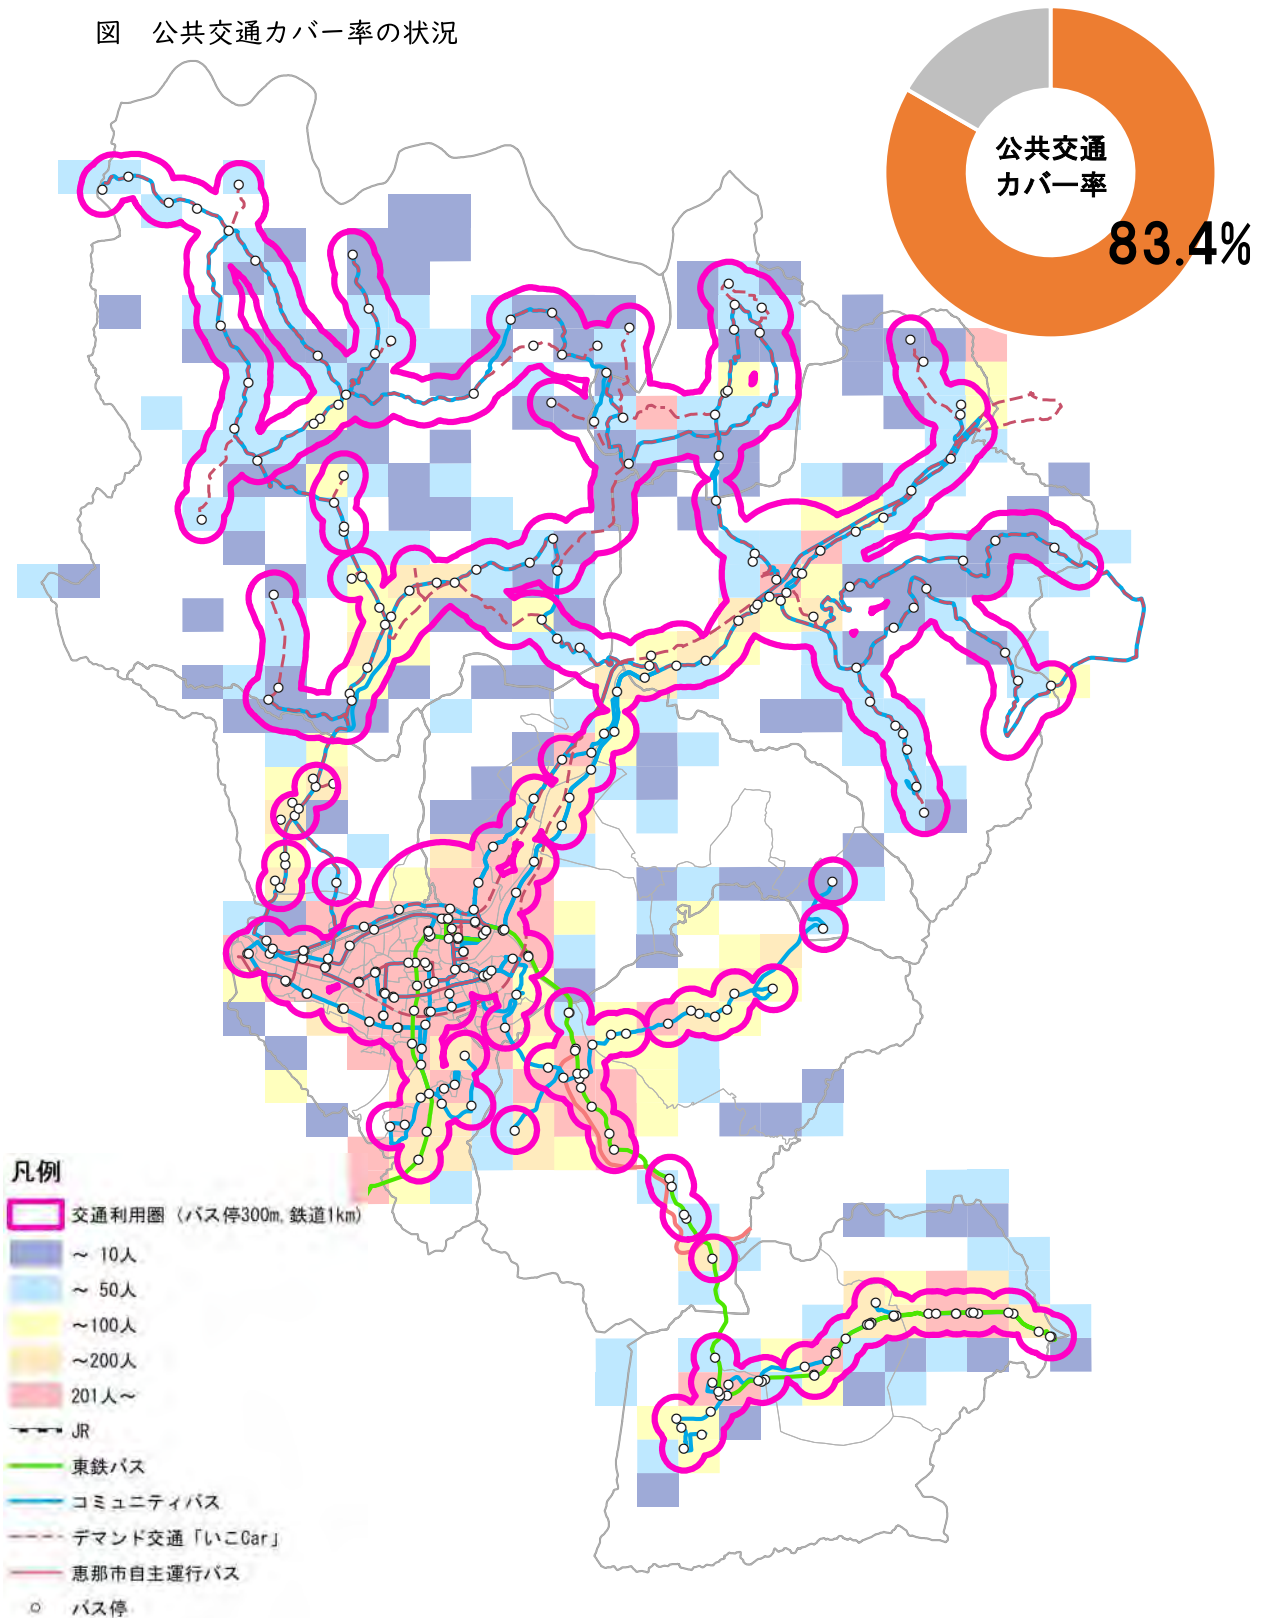 図　公共交通カバー率の状況
公共交通
カバー率
83.4%
凡例
交通利用圏（バス停300m,鉄道1km）
～ 10人
～ 50人
～100人
～200人
201人～
JR
東鉄バス
コミュニティバス
デマンド交通「いこCar」
恵那市自主運行バス
バス停